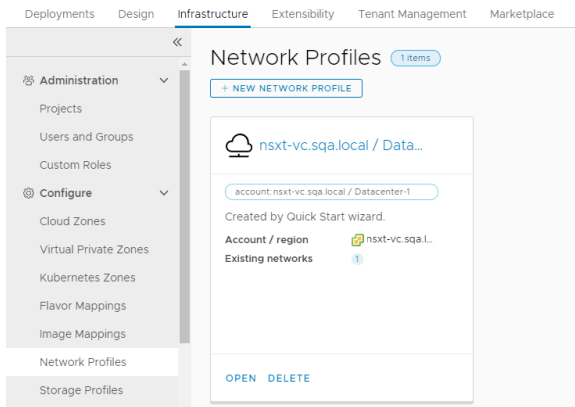 Deployments Design Infrastructure Extensibility Tenant Management Marketplace
Administration
Projects
Users and Groups
Custom Roles
Configure
Cloud Zones
Virtual Private Zones
Kubernetes Zones
Flavor Mappings
Image Mappings
Network Profiles
Storage Profiles
Network Profiles 1 items
+ NEW NETWORK PROFILE
nsxt-vc.sqa.local / Data...
account:nsxt-vc.sqa.local / Datacenter-1
Created by Quick Start wizard.
Account / region nsxt-vc.sqa.l...
Existing networks 1
OPEN DELETE